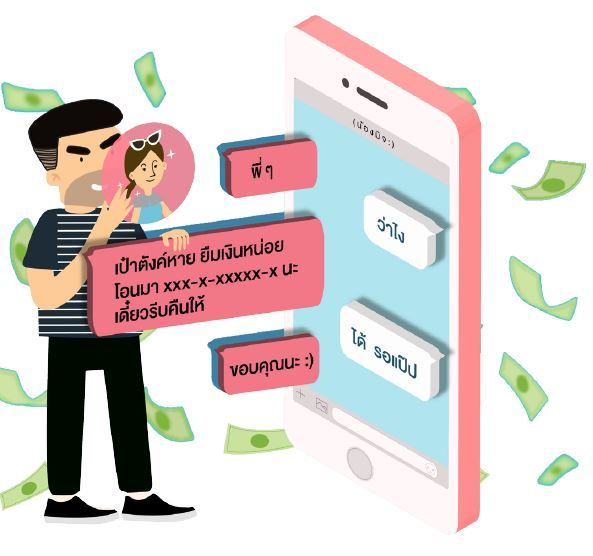 (น้องมิจ:)
พี่ๆ
ว่าไง
เป๋าตังค์หาย ยืมเงินหน่อย
โอนมา xxx-x-xxxxx-x นะ
เดี๋ยวรีบคืนให้
ได้ รอแป๊ป
ขอบคุณนะ :)